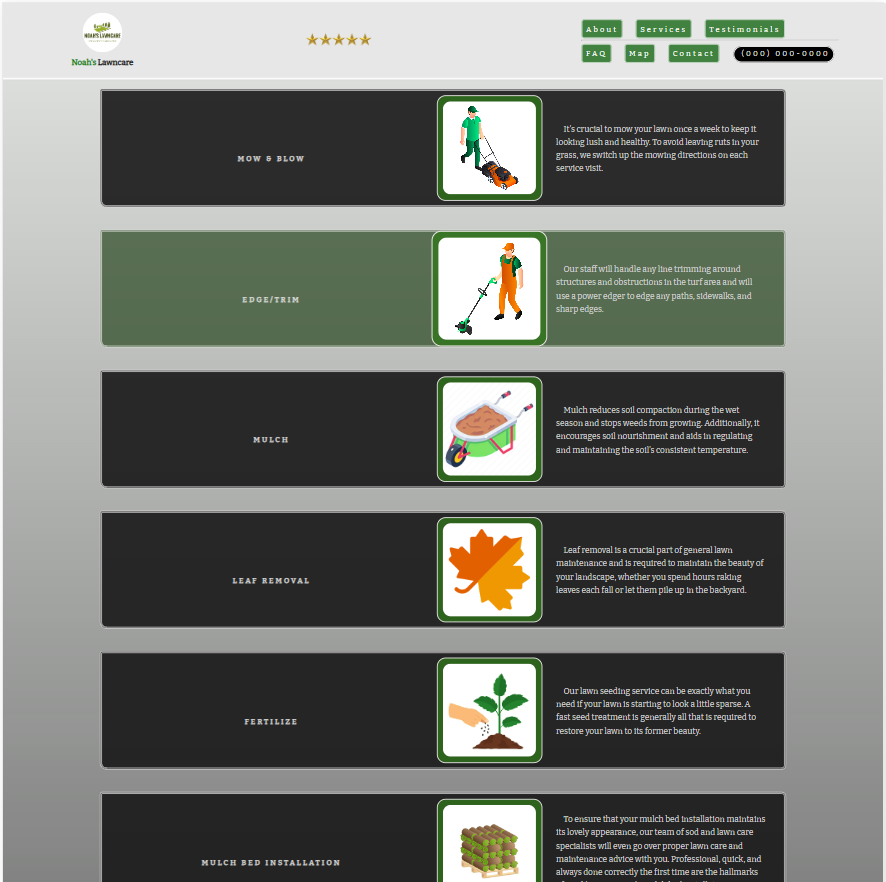 NOAH'S LAWNCARE
Noah's Lawncare
About Services Testimonials
FAQ Map Contact (000) 000-0000
MOW & BLOW
It's crucial to mow your lawn once a week to keep it
looking lush and healthy. To avoid leaving ruts in your
grass, we switch up the mowing directions on each
service visit.
EDGE/TRIM
Our staff will handle any line trimming around
structures and obstructions in the turf area and will
use a power edger to edge any paths, sidewalks, and
sharp edges.
MULCH
Mulch reduces soil compaction during the wet
season and stops weeds from growing. Additionally, it
encourages soil nourishment and aids in regulating
and maintaining the soil's consistent temperature.
LEAF REMOVAL
Leaf removal is a crucial part of general lawn
maintenance and is required to maintain the beauty of
your landscape, whether you spend hours raking
leaves each fall or let them pile up in the backyard.
FERTILIZE
Our lawn seeding service can be exactly what you
need if your lawn is starting to look a little sparse. A
fast seed treatment is generally all that is required to
restore your lawn to its former beauty.
MULCH BED INSTALLATION
To ensure that your mulch bed installation maintains
its lovely appearance, our team of sod and lawn care
specialists will even go over proper lawn care and
maintenance advice with you. Professional, quick, and
always done correctly the first time are the hallmarks